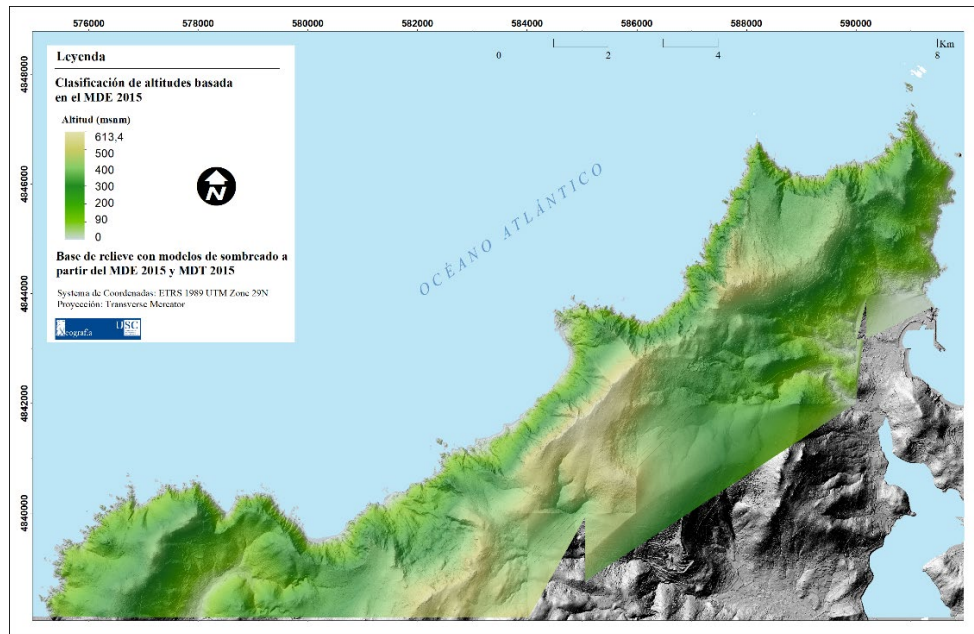 576000 578000 580000 582000 584000 586000 588000 590000
4848000
4846000
4844000
4842000
4840000
Leyenda
Clasificación de altitudes basada
en el MDE 2015
Altitud (msnm)
613,4
500
400
300
200
90
0
N
Base de relieve con modelos de sombreado a
partir del MDE 2015 y MDT 2015
Systema de Coordenadas: ETRS 1989 UTM Zone 29N
Proyección: Transverse Mercator
Xeografía USC
0 2 4 8
Km
OCÉANO ATLÁNTICO